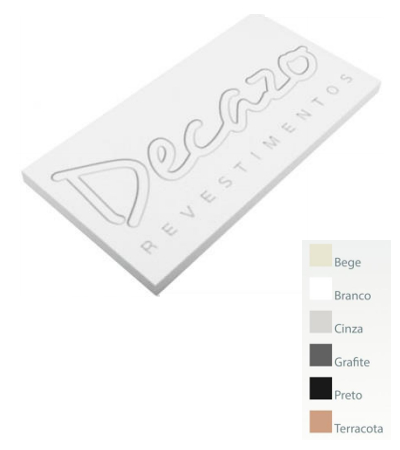 Decazo
REVESTIMENTOS
Bege
Branco
Cinza
Grafite
Preto
Terracota